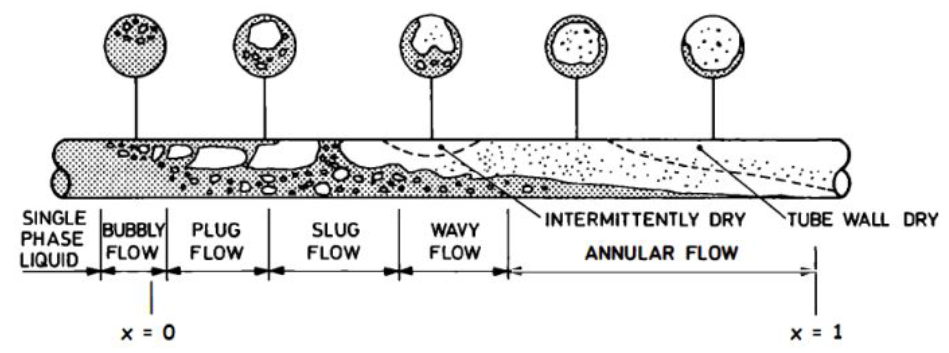 INTERMITTENTLY DRY
TUBE WALL DRY
SINGLE
PHASE
LIQUID
BUBBLY
FLOW
PLUG
FLOW
SLUG
FLOW
WAVY
FLOW
ANNULAR FLOW
x = 0
x = 1